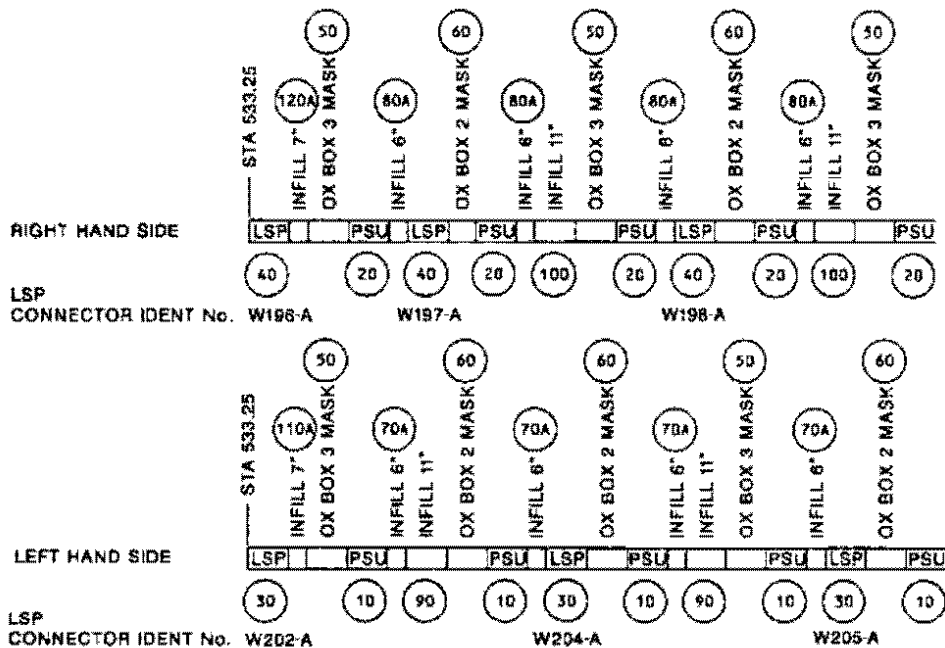 50 60 50 60 50
120A 80A 80A 80A 80A
STA 533.25
INFILL 7"
OX BOX 3 MASK
INFILL 6"
OX BOX 2 MASK
INFILL 6"
INFILL 11"
OX BOX 3 MASK
INFILL 6"
OX BOX 2 MASK
INFILL 6"
INFILL 11"
OX BOX 3 MASK
RIGHT HAND SIDE LSP PSU LSP PSU PSU LSP PSU PSU
40 20 40 20 100 20 40 20 100 20
LSP
CONNECTOR IDENT No. W196-A W197-A W198-A
50 60 60 50 60
110A 70A 70A 70A 70A
STA 533.25
INFILL 7"
OX BOX 3 MASK
INFILL 6"
INFILL 11"
OX BOX 2 MASK
INFILL 6"
OX BOX 2 MASK
INFILL 6"
INFILL 11"
OX BOX 3 MASK
INFILL 6"
OX BOX 2 MASK
LEFT HAND SIDE LSP PSU PSU LSP PSU PSU LSP PSU
30 10 90 10 30 10 90 10 30 10
LSP
CONNECTOR IDENT No. W202-A W204-A W205-A